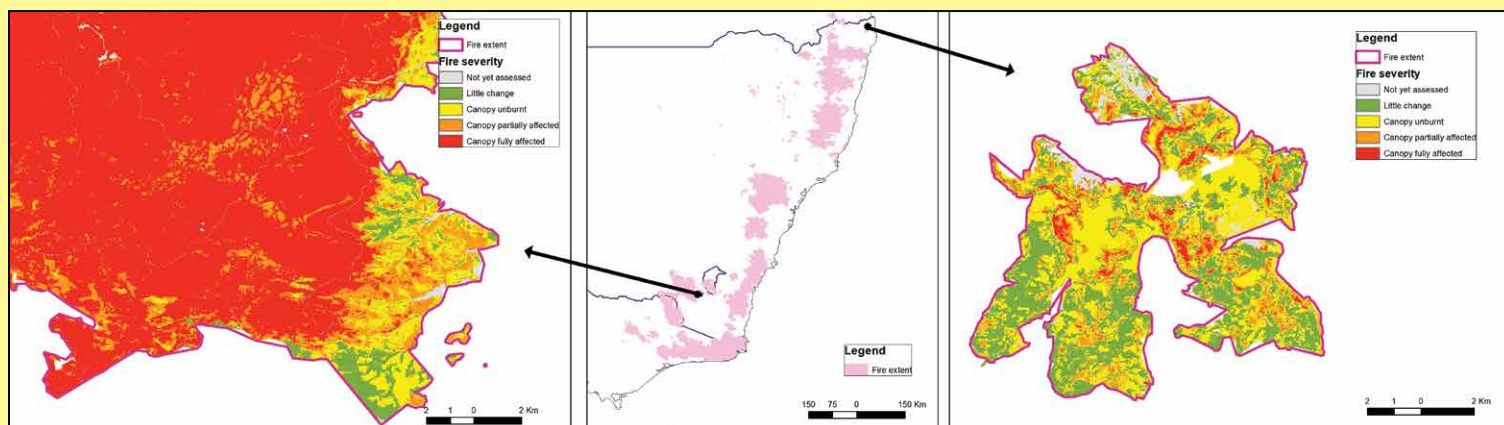 Legend
Fire extent
Fire severity
Not yet assessed
Little change
Canopy unburnt
Canopy partially affected
Canopy fully affected
2 1 0 2 Km
Legend
Fire extent
150 75 0 150 Km
Legend
Fire extent
Fire severity
Not yet assessed
Little change
Canopy unburnt
Canopy partially affected
Canopy fully affected
2 1 0 2 Km